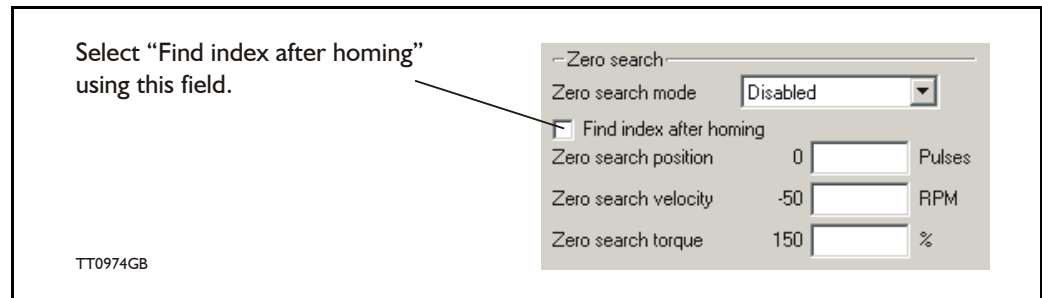 Select “Find index after homing”
using this field.
Zero search
Zero search mode Disabled
Find index after homing
Zero search position 0 Pulses
Zero search velocity -50 RPM
Zero search torque 150 %
TT0974GB